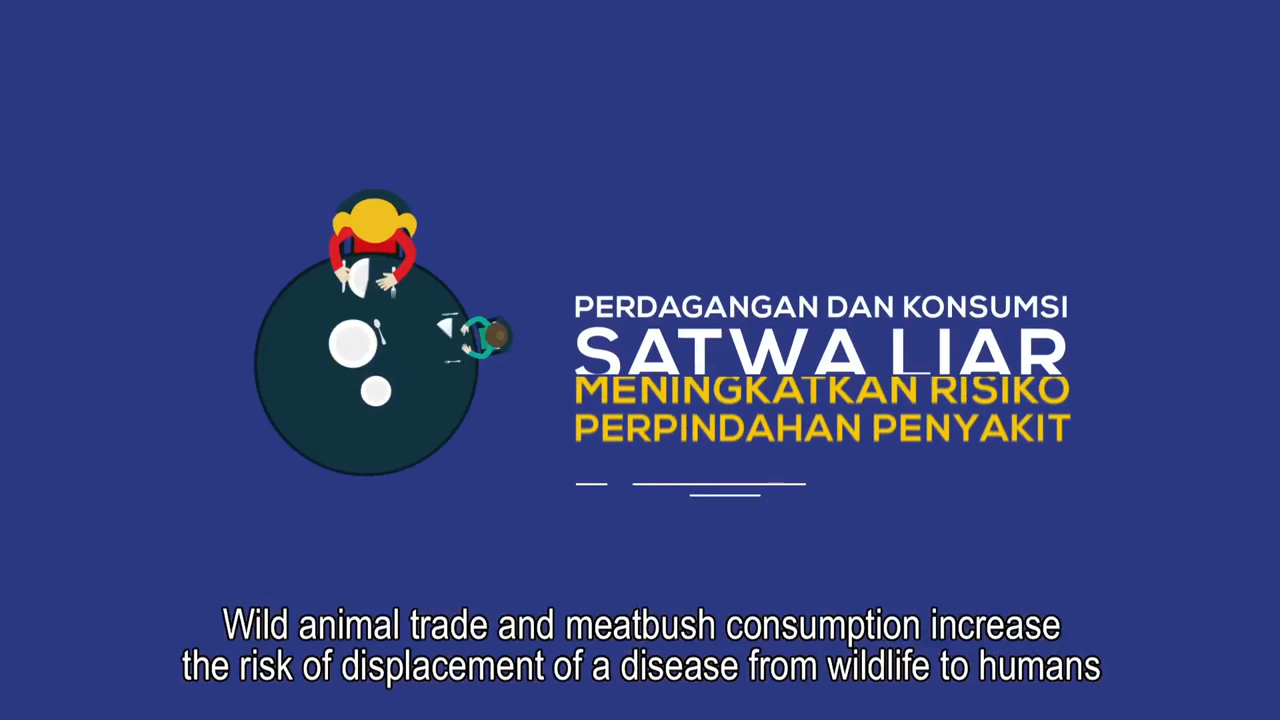 PERDAGANGAN DAN KONSUMSI
SATWA LIAR
MENINGKATKAN RISIKO
PERPINDAHAN PENYAKIT
Wild animal trade and meatbush consumption increase
the risk of displacement of a disease from wildlife to humans